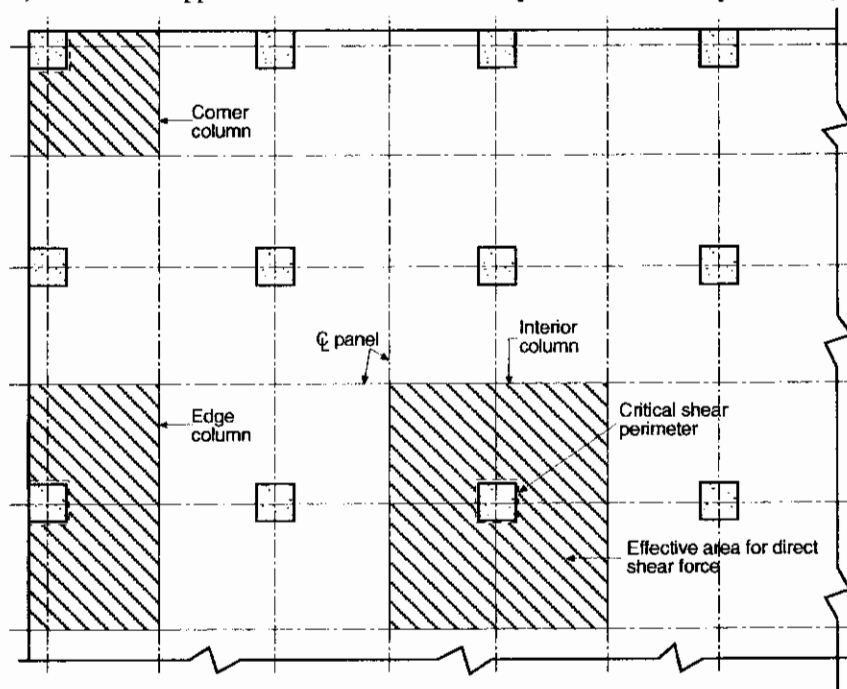 Corner
column
℄ panel
Interior
column
Edge
column
Critical shear
perimeter
Effective area for direct
shear force